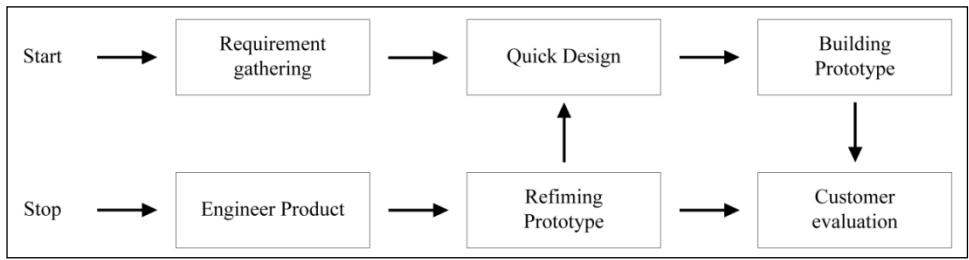 Start
Requirement
gathering
Quick Design
Building
Prototype
Stop
Engineer Product
Refiming
Prototype
Customer
evaluation